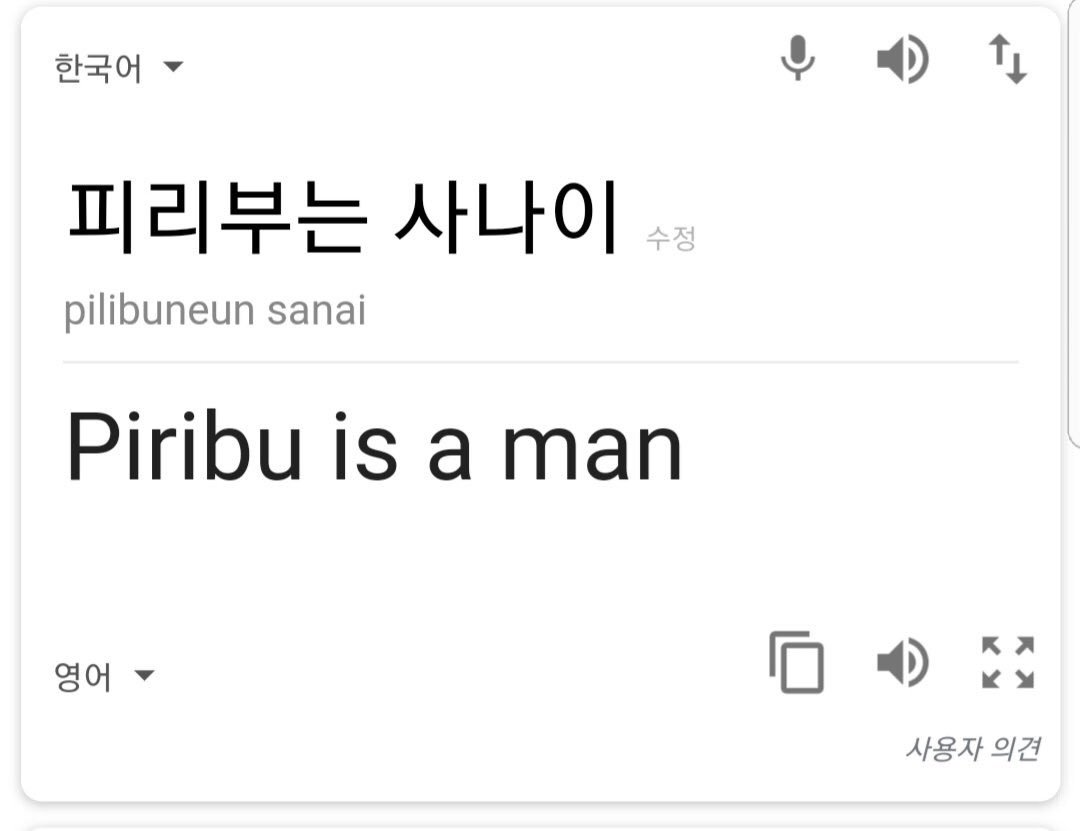 한국어
피리부는 사나이 수정
pilibuneun sanai
Piribu is a man
영어
사용자 의견